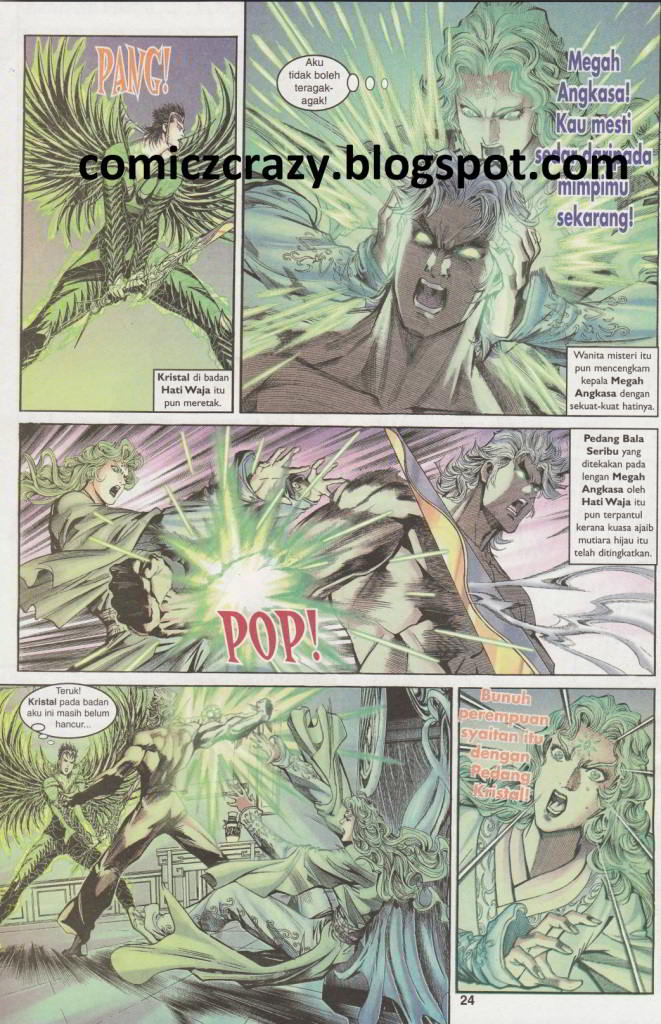 PANG!
Kristal di badan
Hati Waja itu
pun meretak.
Aku
tidak boleh
teragak-
agak!
Megah
Angkasa!
Kau mesti
sedar daripada
mimpimu
sekarang!
comiczcrazy.blogspot.com
Wanita misteri itu
pun mencengkam
kepala Megah
Angkasa dengan
sekuat-kuat hatinya.
Pedang Bala
Seribu yang
ditekakan pada
lengan Megah
Angkasa oleh
Hati Waja itu
pun terpantul
kerana kuasa ajaib
mutiara hijau itu
telah ditingkatkan.
POP!
Teruk!
Kristal pada badan
aku ini masih belum
hancur...
Bunuh
perempuan
syaitan itu
dengan
Pedang
Kristal!
24